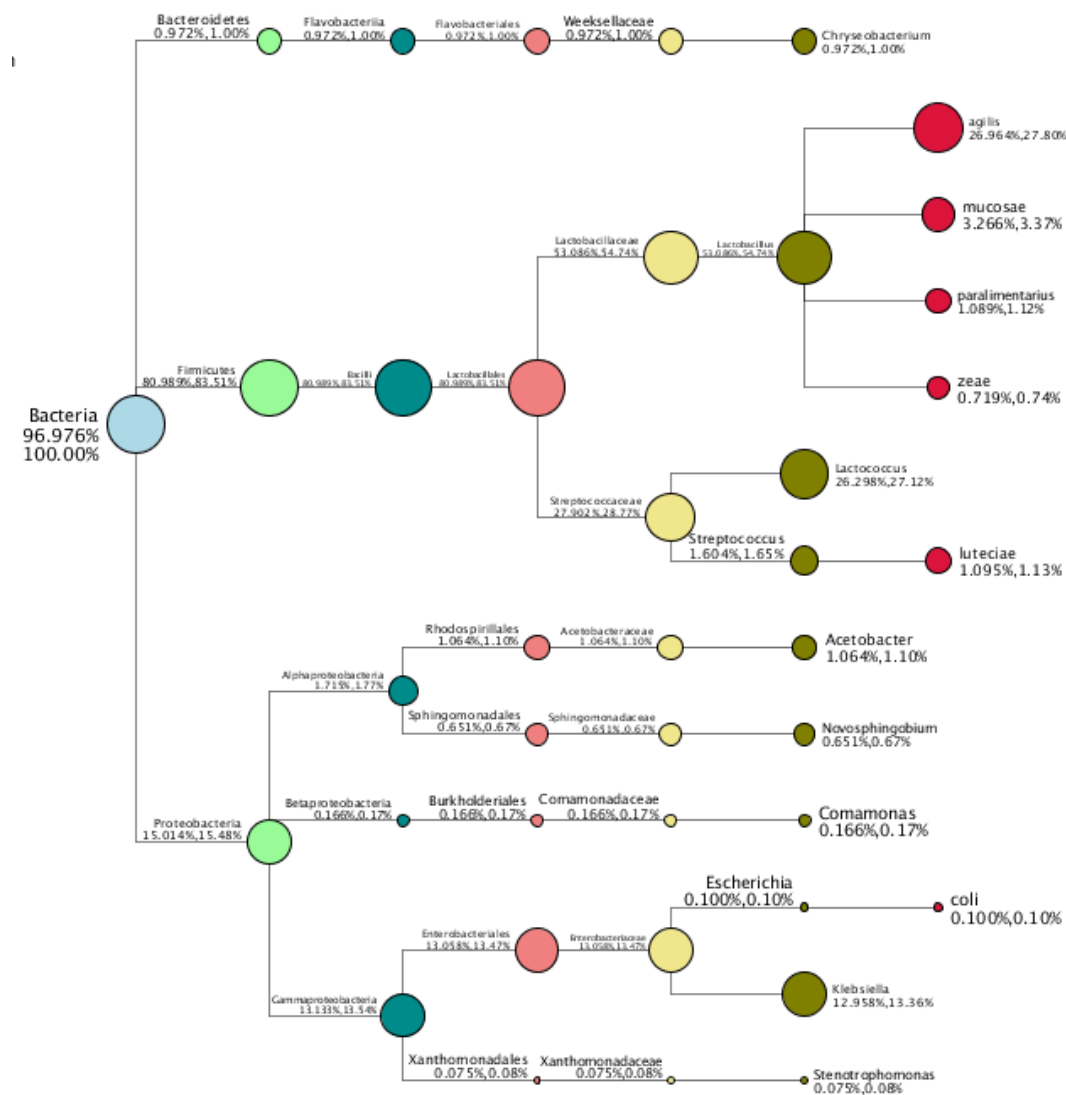 Bacteroidetes
0.972%,1.00%
Flavobacteriia
0.972%,1.00%
Flavobacteriales
0.972%,1.00%
Weeksellaceae
0.972%,1.00%
Chryseobacterium
0.972%,1.00%
agilis
26.964%,27.80%
mucosae
3.266%,3.37%
Lactobacillaceae
53.086%,54.74%
Lactobacillus
53.086%,54.74%
paralimentarius
1.089%,1.12%
Firmicutes
80.989%,83.51%
Bacilli
80.989%,83.51%
Lactobacillales
80.989%,83.51%
zeae
0.719%,0.74%
Bacteria
96.976%
100.00%
Lactococcus
26.298%,27.12%
Streptococcaceae
27.902%,28.77%
Streptococcus
1.604%,1.65%
luteciae
1.095%,1.13%
Rhodospirillales
1.064%,1.10%
Acetobacteraceae
1.064%,1.10%
Acetobacter
1.064%,1.10%
Alphaproteobacteria
1.715%,1.77%
Sphingomonadales
0.651%,0.67%
Sphingomonadaceae
0.651%,0.67%
Novosphingobium
0.651%,0.67%
Betaproteobacteria
0.166%,0.17%
Burkholderiales
0.166%,0.17%
Comamonadaceae
0.166%,0.17%
Comamonas
0.166%,0.17%
Proteobacteria
15.014%,15.48%
Escherichia
0.100%,0.10%
coli
0.100%,0.10%
Enterobacteriales
13.058%,13.47%
Enterobacteriaceae
13.058%,13.47%
Klebsiella
12.958%,13.36%
Gammaproteobacteria
13.133%,13.54%
Xanthomonadales
0.075%,0.08%
Xanthomonadaceae
0.075%,0.08%
Stenotrophomonas
0.075%,0.08%